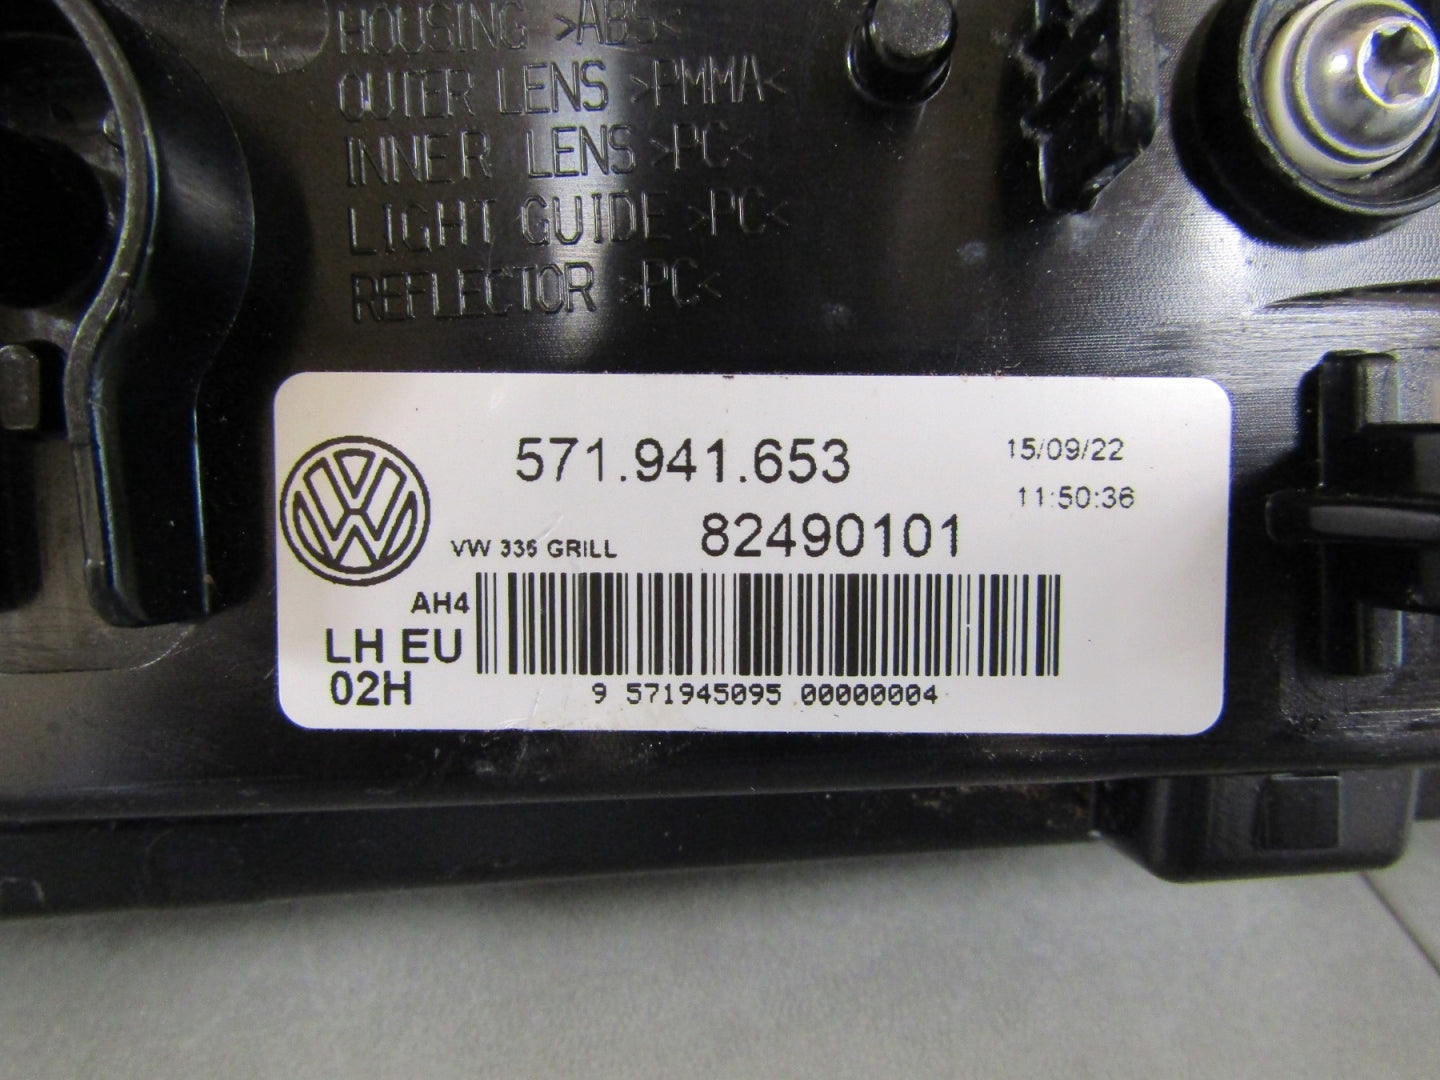 HOUSING >ABS<
OUTER LENS >PMMA<
INNER LENS >PC<
LIGHT GUIDE >PC<
REFLECTOR >PC<
571.941.653
15/09/22
11:50:36
VW 336 GRILL 82490101
AH4
LH EU
02H
9 571945095 00000004